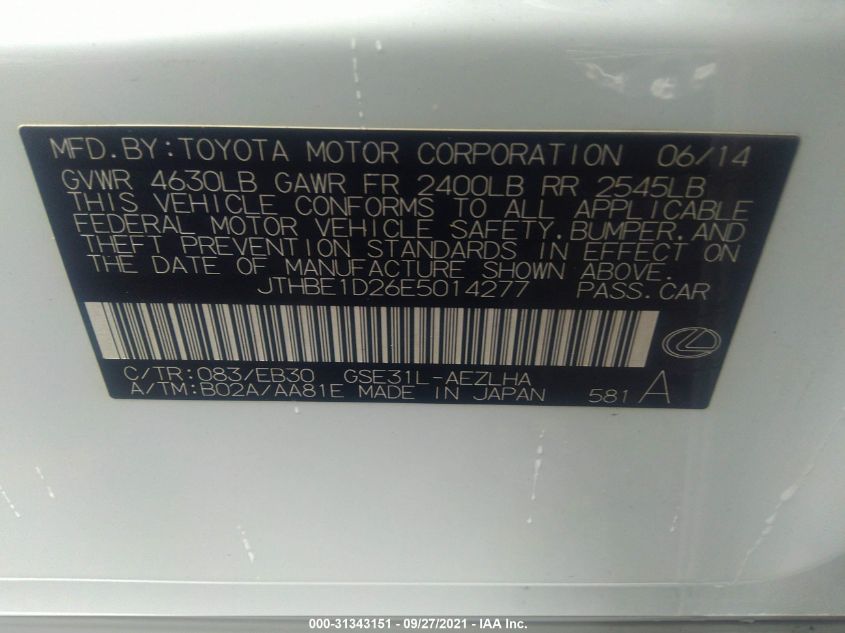 MFD.BY:TOYOTA MOTOR CORPORATION 06/14
GVWR 4630LB GAWR FR 2400LB RR 2545LB
THIS VEHICLE CONFORMS TO ALL APPLICABLE
FEDERAL MOTOR VEHICLE SAFETY,BUMPER,AND
THEFT PREVENTION STANDARDS IN EFFECT ON
THE DATE OF MANUFACTURE SHOWN ABOVE.
JTHBE1D26E5014277 PASS.CAR
C/TR:083/EB30 GSE31L-AEZLHA
A/TM:B02A/AA81E MADE IN JAPAN 581 A
000-31343151 - 09/27/2021 - IAA Inc.